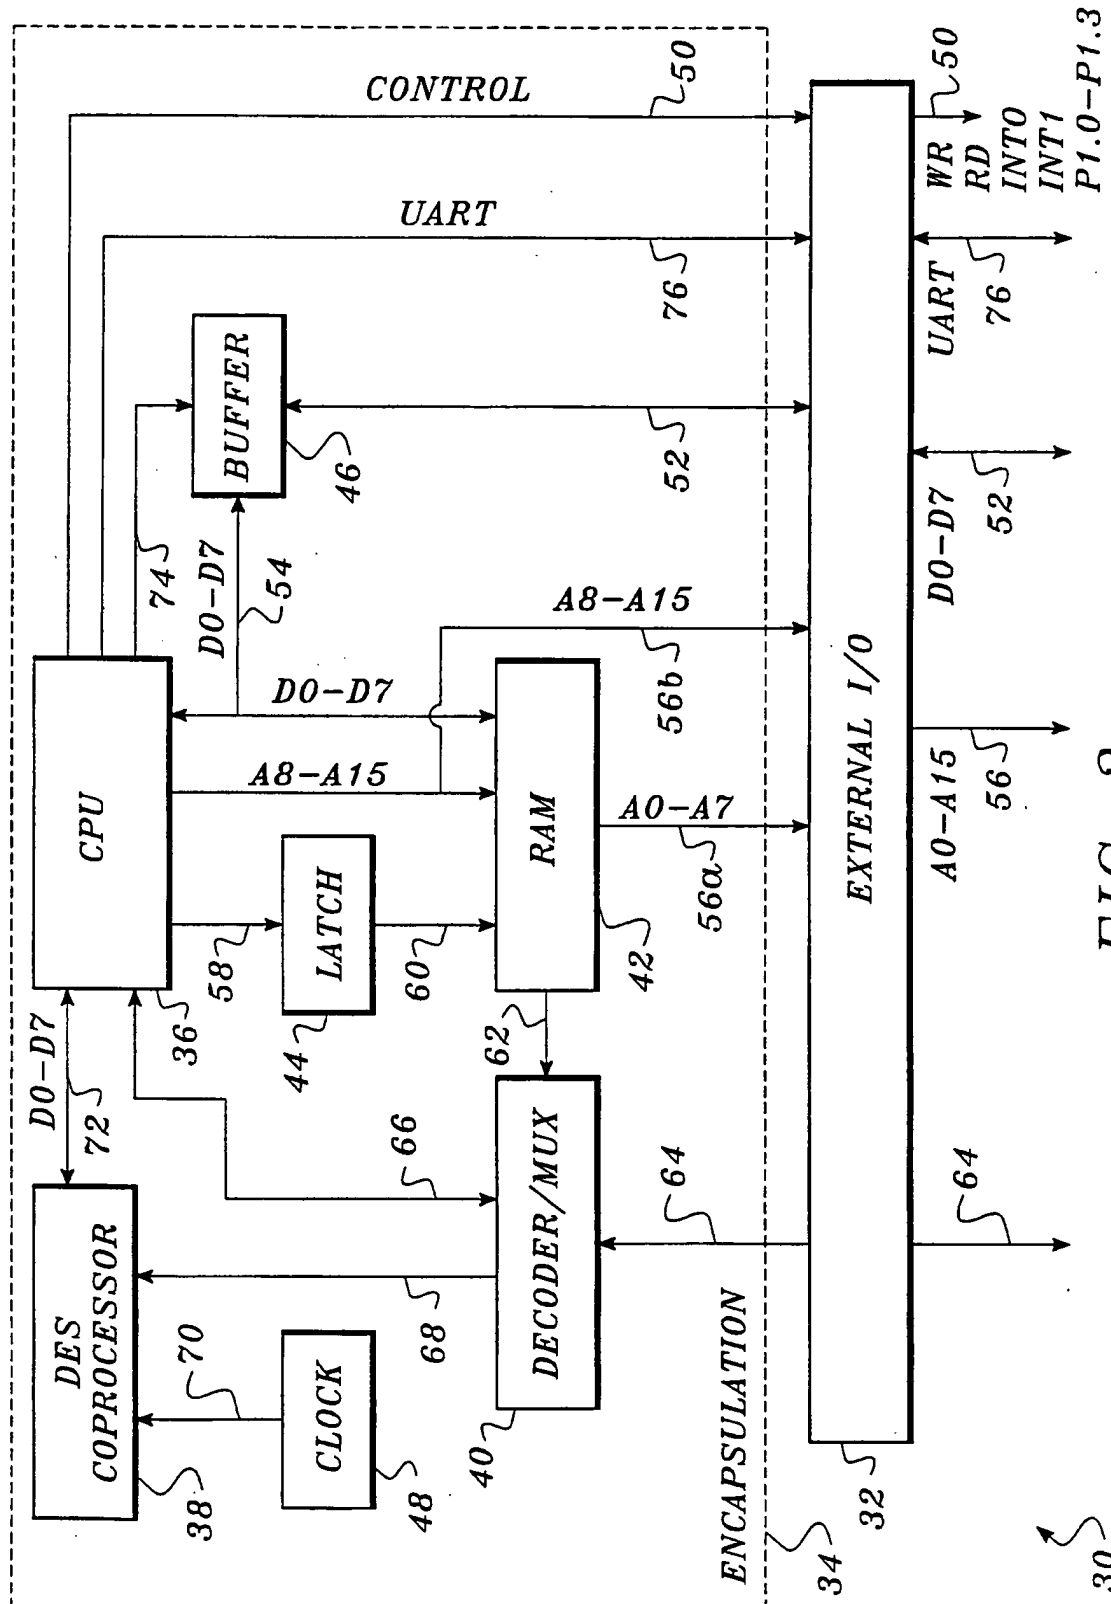 DES
COPROCESSOR
38
D0-D7
72
CPU
36
CONTROL
50
UART
76
74
BUFFER
46
D0-D7
54
52
CLOCK
48
70
68
66
58
LATCH
44
60
D0-D7
A8-A15
A8-A15
56b
RAM
42
62
A0-A7
56a
DECODER/MUX
40
64
ENCAPSULATION
34
EXTERNAL I/O
32
64
A0-A15
56
D0-D7
52
UART
76
WR
RD
INT0
INT1
P1.0-P1.3
50
30